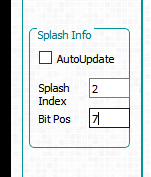 Splash Info
AutoUpdate
Splash
Index
2
Bit Pos
7